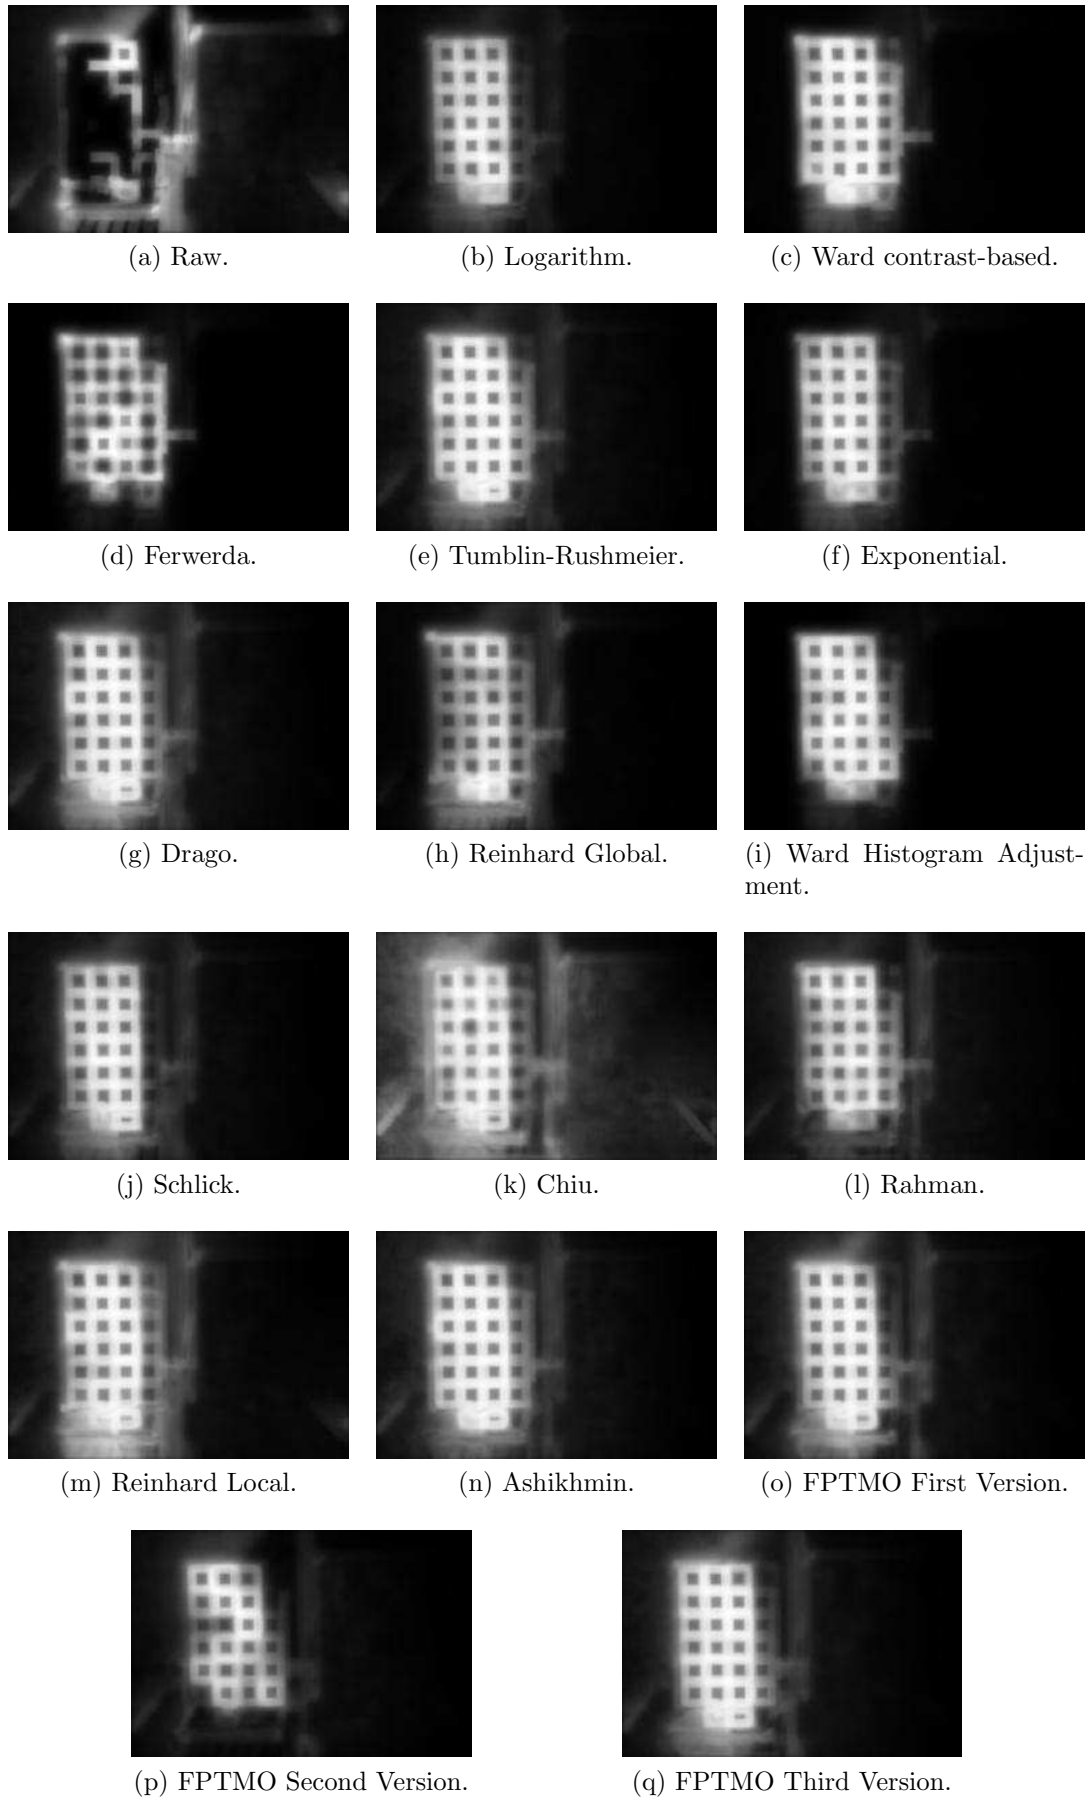 (a) Raw.
(b) Logarithm.
(c) Ward contrast-based.
(d) Ferwerda.
(e) Tumblin-Rushmeier.
(f) Exponential.
(g) Drago.
(h) Reinhard Global.
(i) Ward Histogram Adjust-
ment.
(j) Schlick.
(k) Chiu.
(l) Rahman.
(m) Reinhard Local.
(n) Ashikhmin.
(o) FPTMO First Version.
(p) FPTMO Second Version.
(q) FPTMO Third Version.